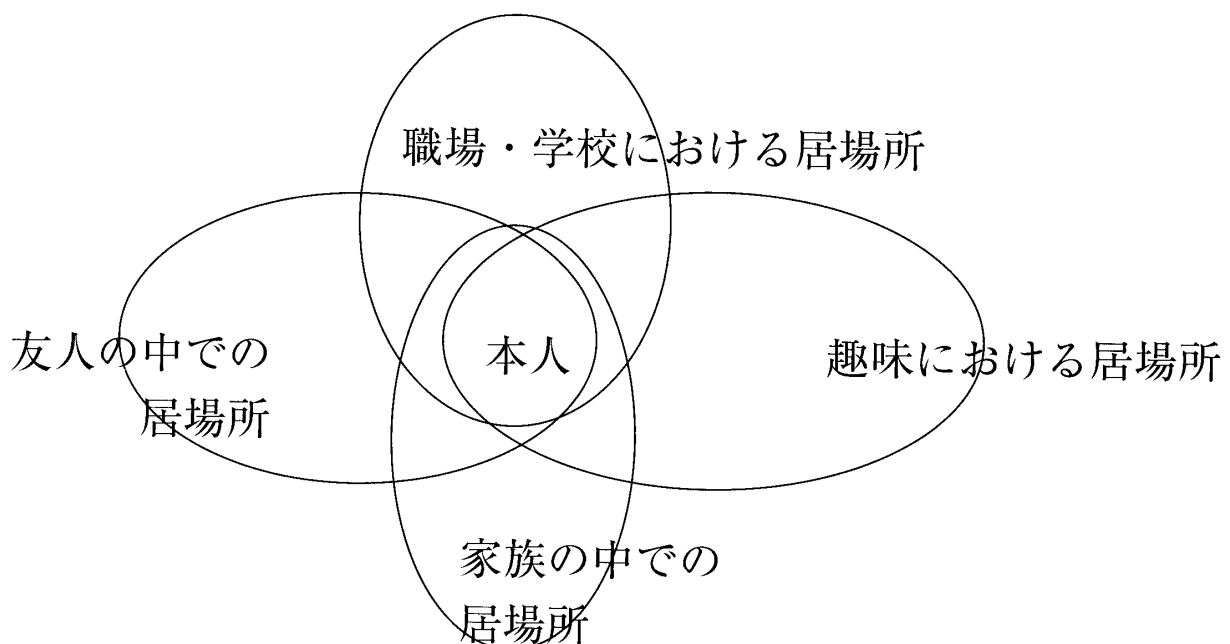 職場・学校における居場所
友人の中での
居場所
本人
趣味における居場所
家族の中での
居場所